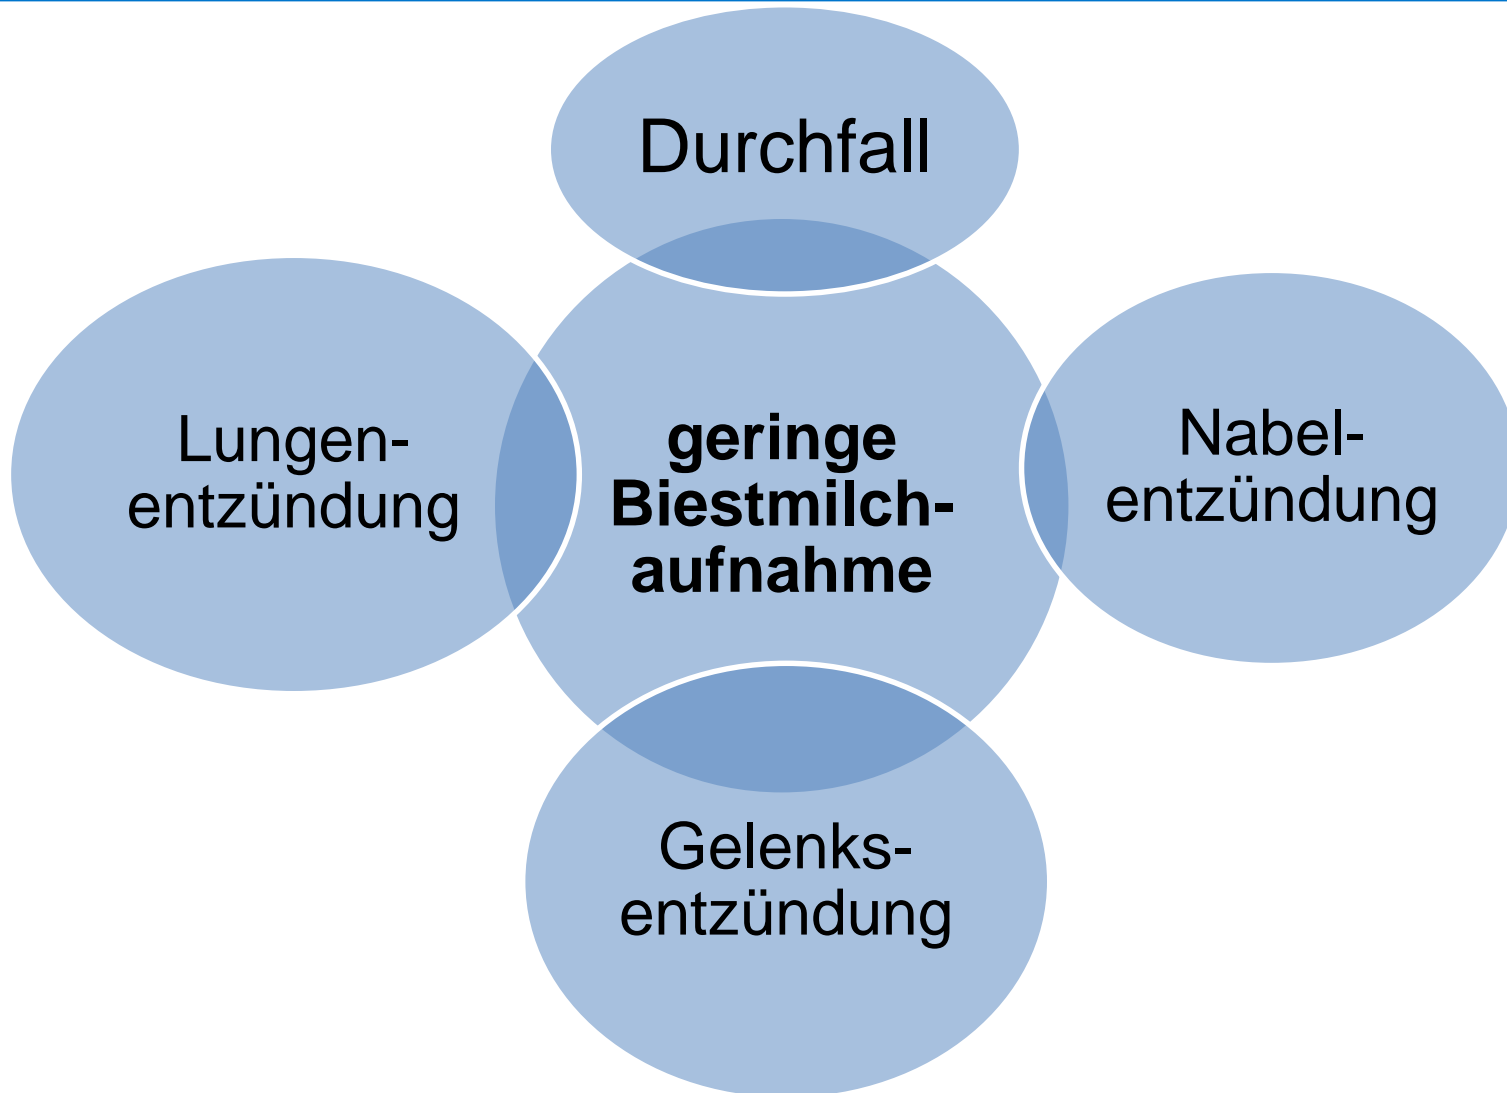 Durchfall
Lungen-
entzündung
geringe
Biestmilch-
aufnahme
Nabel-
entzündung
Gelenks-
entzündung